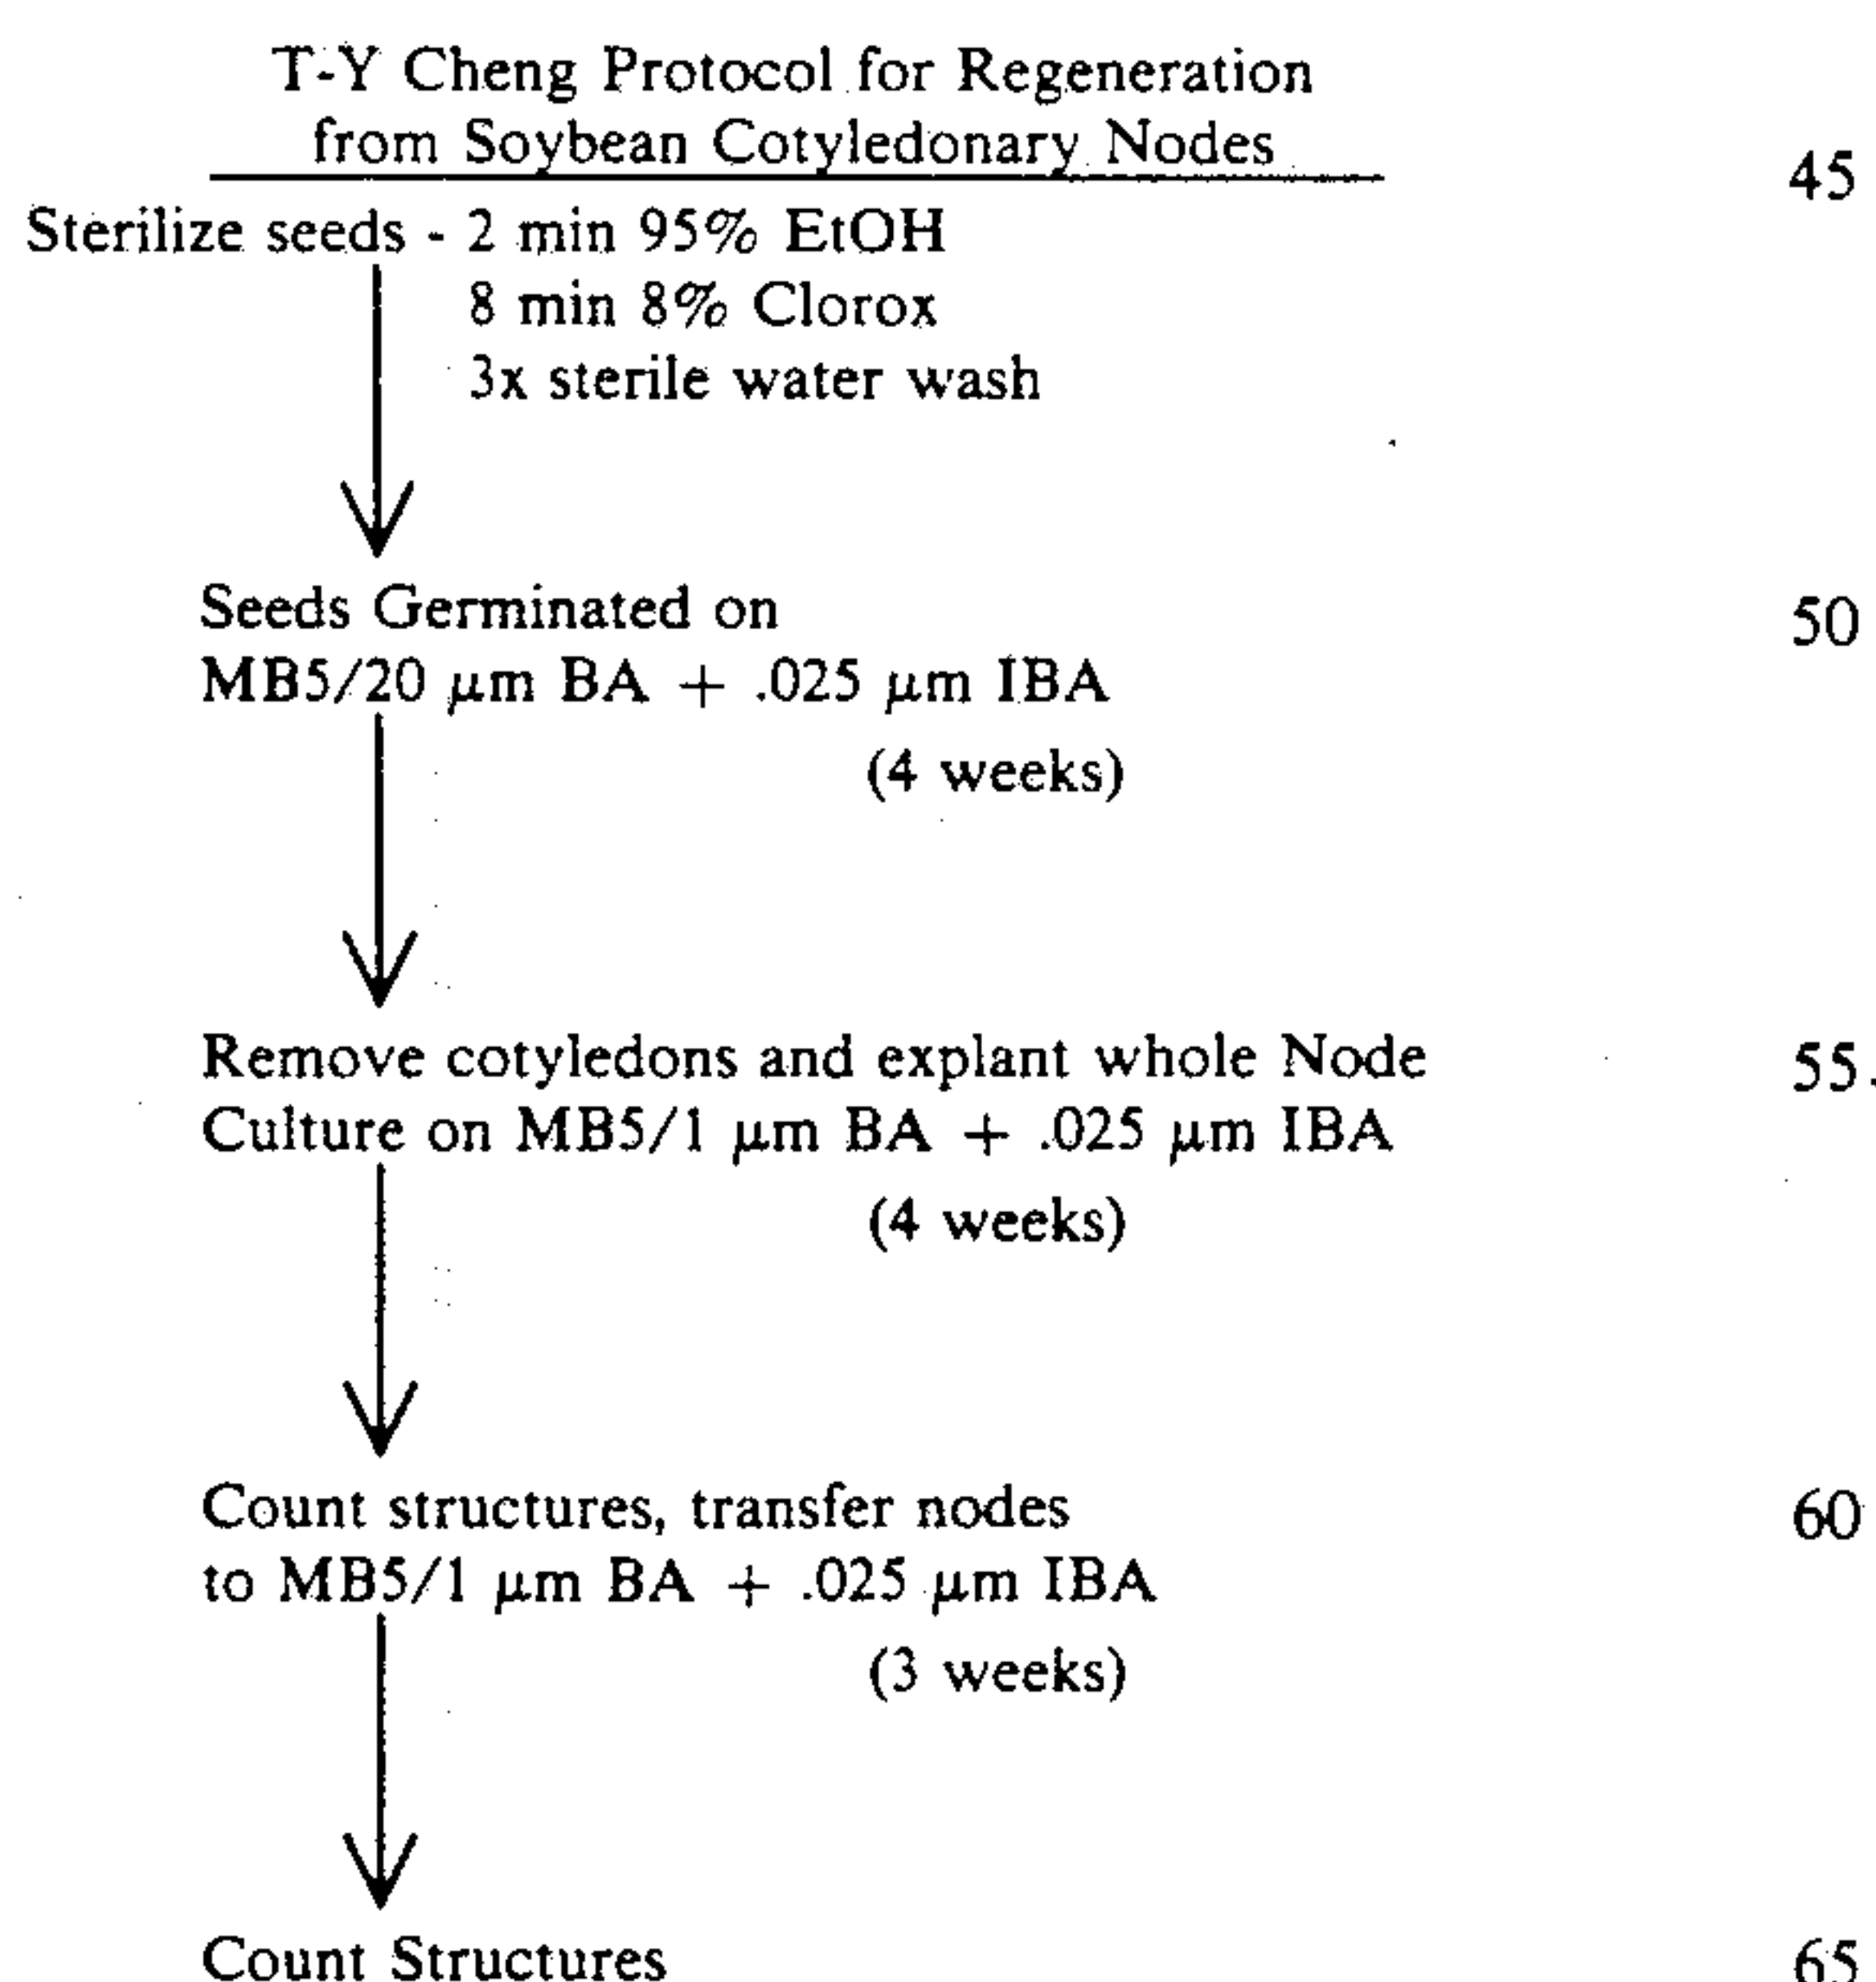 T-Y Cheng Protocol for Regeneration
from Soybean Cotyledonary Nodes
45
Sterilize seeds - 2 min 95% EtOH
8 min 8% Clorox
3x sterile water wash
Seeds Germinated on
50
MB5/20 μm BA + .025 μm IBA
(4 weeks)
Remove cotyledons and explant whole Node
55.
Culture on MB5/1 μm BA + .025 μm IBA
(4 weeks)
Count structures, transfer nodes
60
to MB5/1 μm BA + .025 μm IBA
(3 weeks)
Count Structures
65